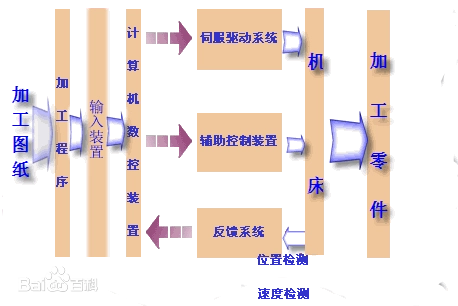 加工图纸
加工程序
输入装置
计算机数控装置
伺服驱动系统
辅助控制装置
反馈系统
机床
位置检测
速度检测
加工零件
Bai百科